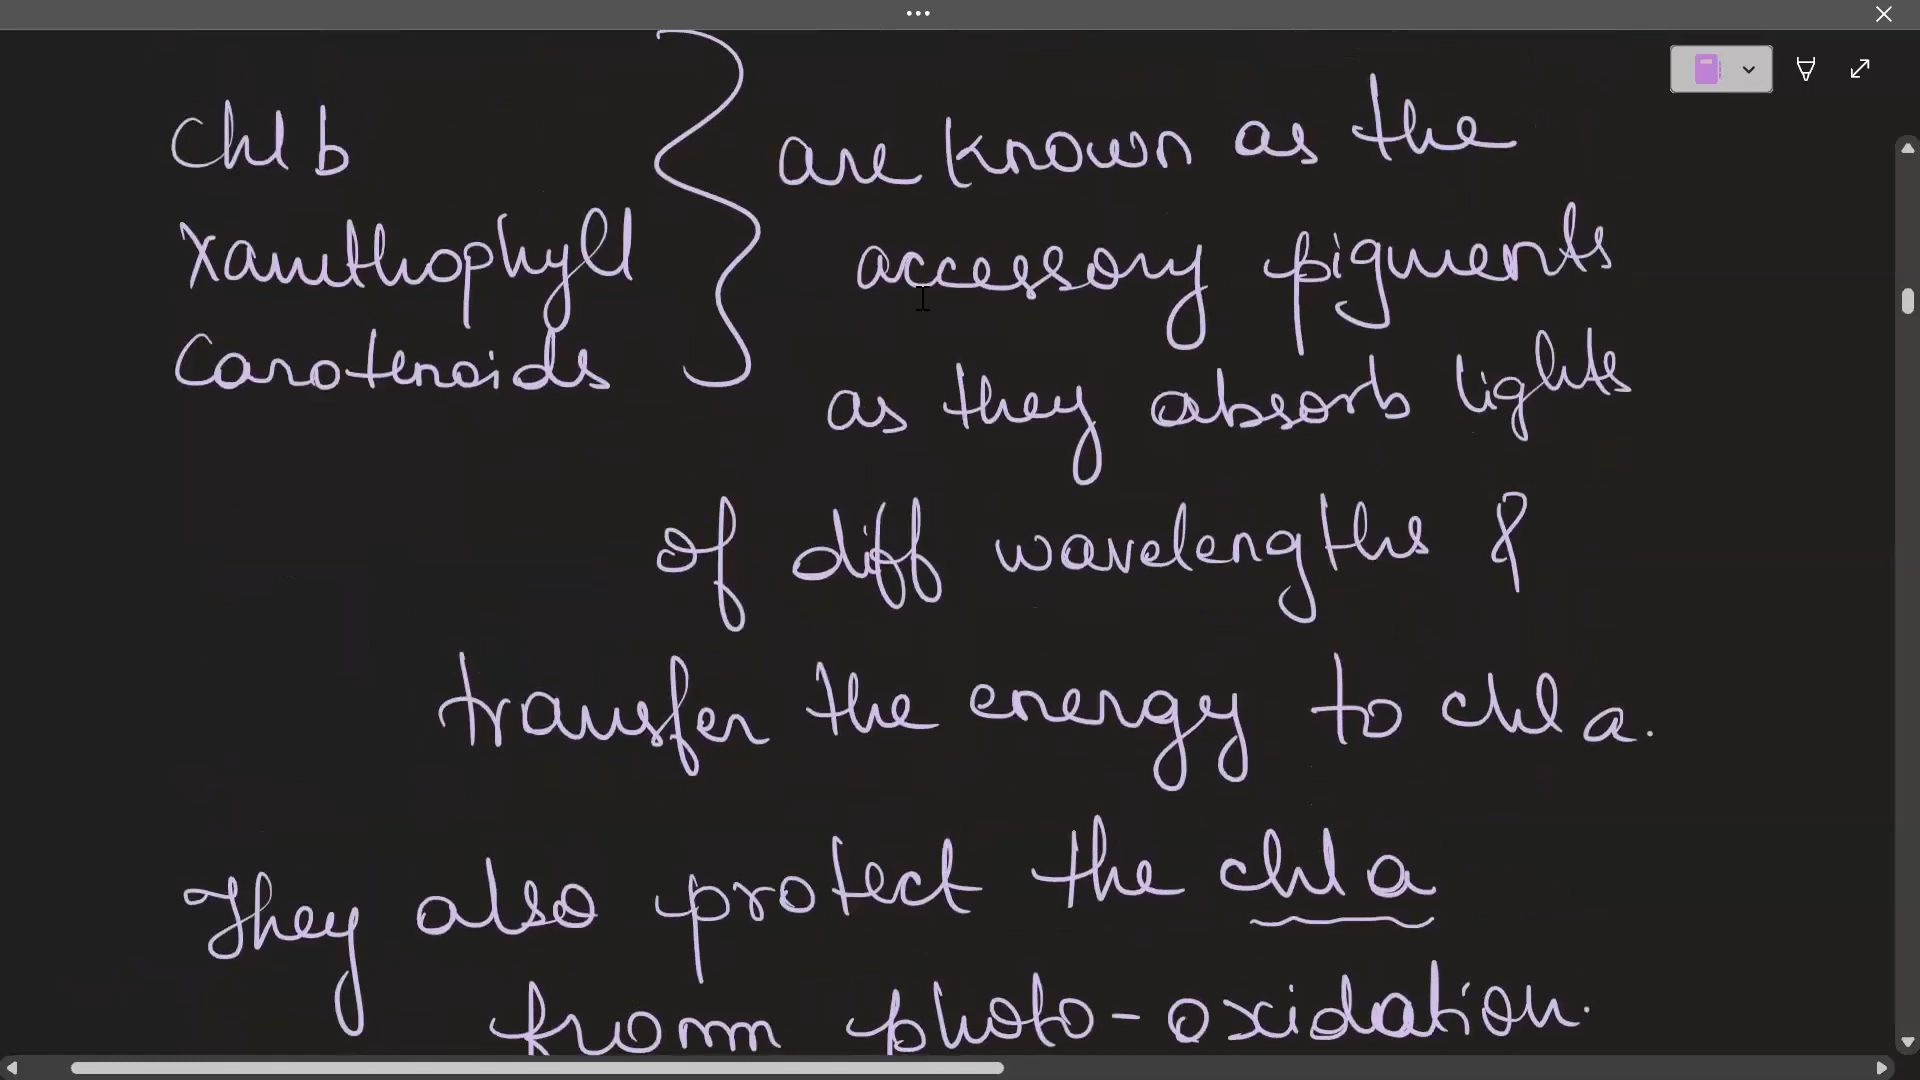 Chl b
Xanthophyll
Carotenoids
are known as the
accessory pigments
as they absorb lights
of diff wavelengths &
transfer the energy to chl a.
They also protect the chl a
from photo-oxidation.